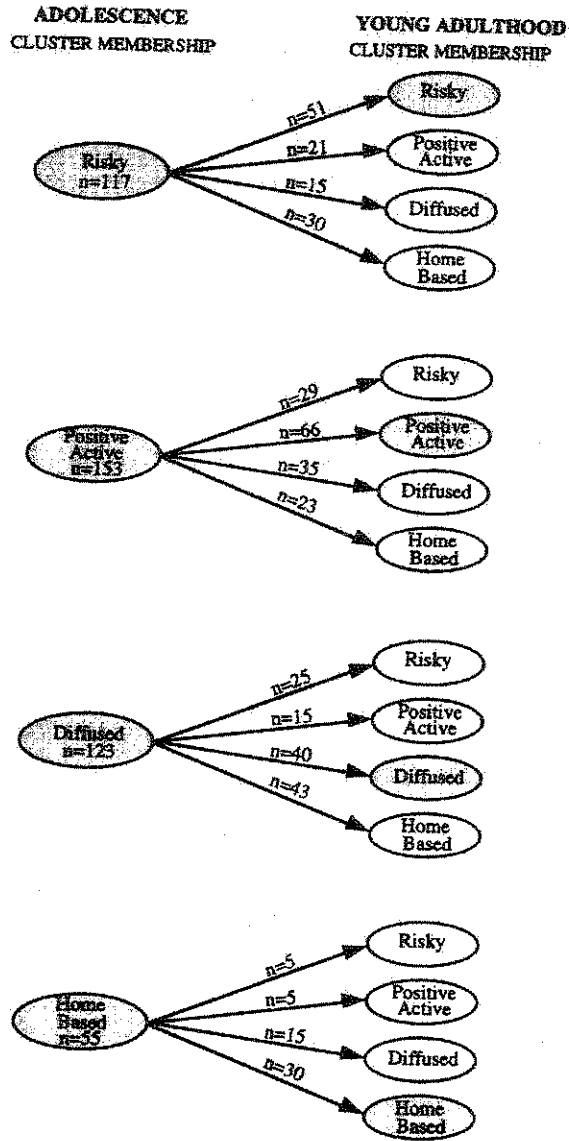 ADOLESCENCE
CLUSTER MEMBERSHIP
YOUNG ADULTHOOD
CLUSTER MEMBERSHIP
Risky
n=117
n=51
n=21
n=15
n=30
Risky
Positive
Active
Diffused
Home
Based
Positive
Active
n=153
n=29
n=66
n=35
n=23
Risky
Positive
Active
Diffused
Home
Based
Diffused
n=123
n=25
n=15
n=40
n=43
Risky
Positive
Active
Diffused
Home
Based
Home
Based
n=55
n=5
n=5
n=15
n=30
Risky
Positive
Active
Diffused
Home
Based